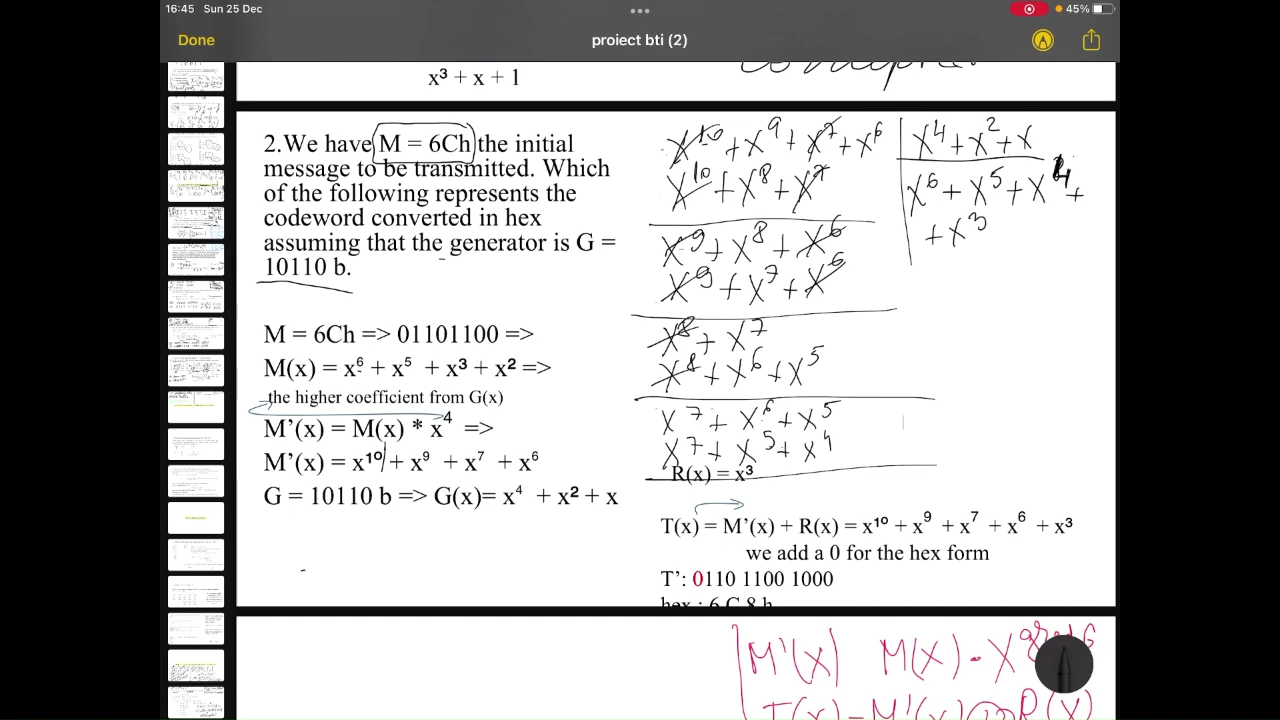 16:45 Sun 25 Dec
45%
Done
proiect bti (2)
x³ + x + 1
2.We have M = 6Ch the initial
message to be transmitted. Which
of the following represents the
codeword converted in hex
assuming that the generator is G =
10110 b.
M = 6Ch => 01101100 =>
M(x) = x⁶ + x⁵ + x³ + x² =>
the higher coefficient from G(x)
M’(x) = M(x) * x⁴ =>
M’(x) = x¹⁰ + x⁹ + x⁷ + x⁶
G = 10110 b => G(x)= x⁴ + x² + x
x¹⁰ + x⁹ + x⁷ + x⁶
x⁴ + x² + x
x¹⁰ + x⁸ + x⁷
x⁶ + x⁵ + x⁴ +
+ x³
x⁹ + x⁸ + x⁶
x⁹ + x⁷ + x⁶
x⁸ + x⁷
x⁸ + x⁶ + x⁵
x⁷ + x⁶ + x⁵
x⁷ + x⁵ + x⁴
R(x) = x³
T(x) = M’(x) + R(x) = x¹⁰ + x⁹ + x⁷ + x⁶ + x³
we add a 0 for the hex form
T’: 0110 1100 1000
hex : 6 C 8 h
M'(x) M(x) · x
T(x) = M'(x) R(x)